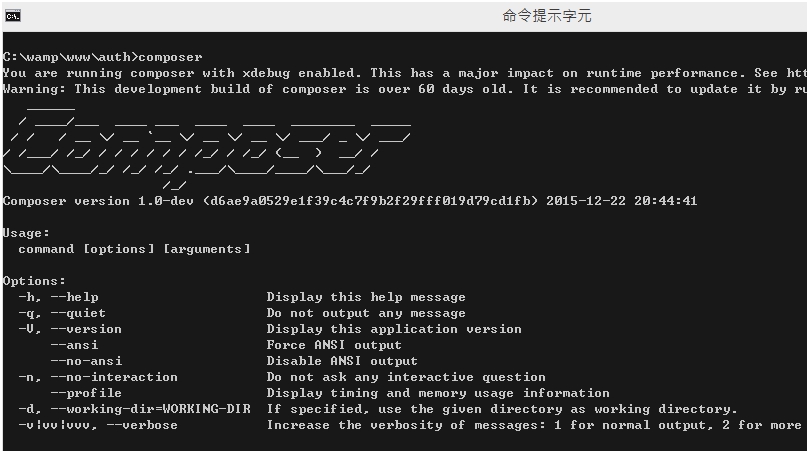 命令提示字元
C:\wamp\www\auth>composer
You are running composer with xdebug enabled. This has a major impact on runtime performance. See htt
Warning: This development build of composer is over 60 days old. It is recommended to update it by ru
Composer
Composer version 1.0-dev (d6ae9a0529e1f39c4c7f9b2f29fff019d79cd1fb) 2015-12-22 20:44:41
Usage:
command [options] [arguments]
Options:
-h, --help Display this help message
-q, --quiet Do not output any message
-V, --version Display this application version
--ansi Force ANSI output
--no-ansi Disable ANSI output
-n, --no-interaction Do not ask any interactive question
--profile Display timing and memory usage information
-d, --working-dir=WORKING-DIR If specified, use the given directory as working directory.
-v|vv|vvv, --verbose Increase the verbosity of messages: 1 for normal output, 2 for more